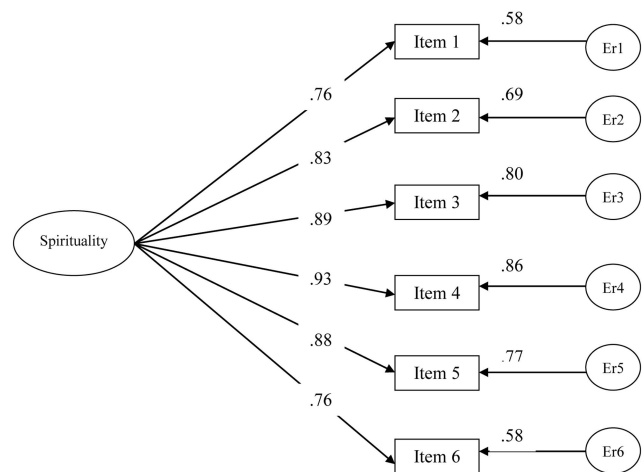 .58
Item 1
Er1
.76
.69
Item 2
Er2
.83
.80
Item 3
Er3
.89
Spirituality
.93
.86
Item 4
Er4
.88
.77
Item 5
Er5
.76
.58
Item 6
Er6